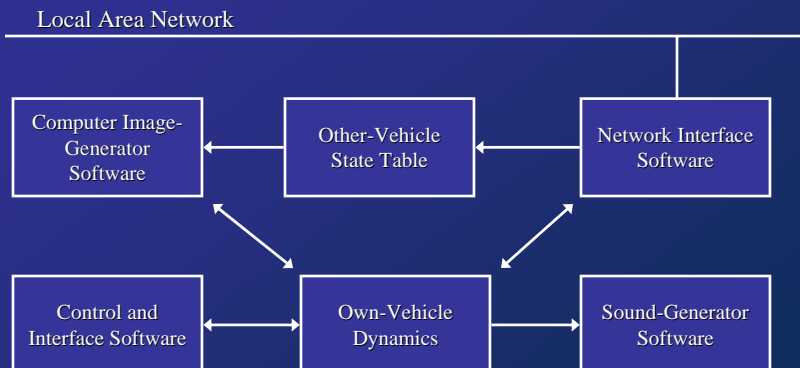 Local Area Network
Computer Image-
Generator
Software
Other-Vehicle
State Table
Network Interface
Software
Control and
Interface Software
Own-Vehicle
Dynamics
Sound-Generator
Software